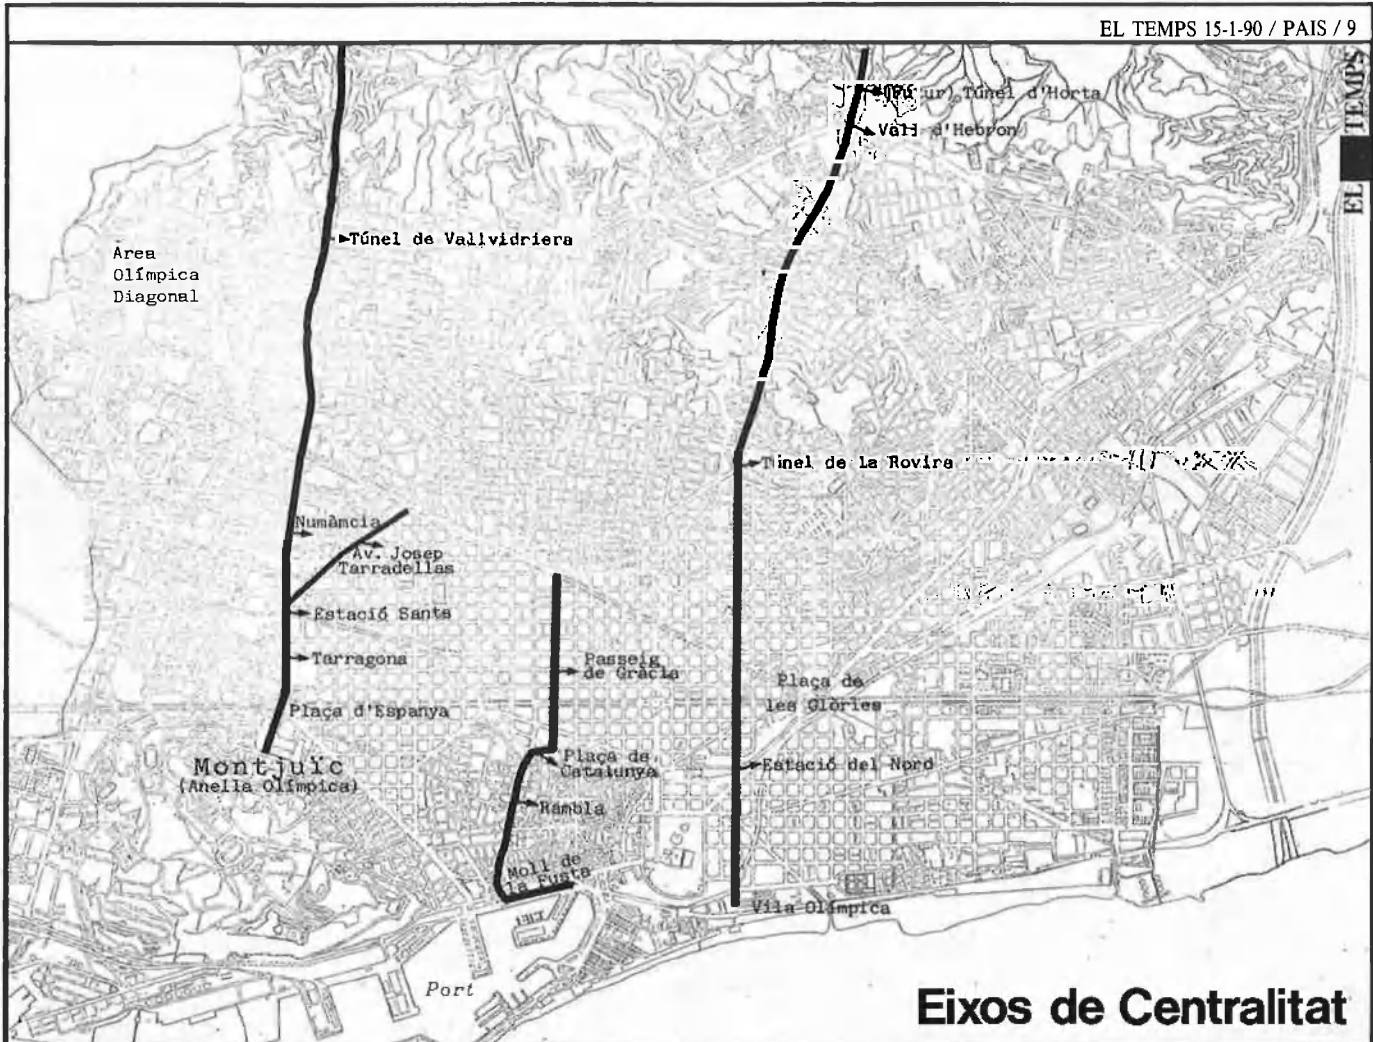 EL TEMPS 15-1-90 / PAIS / 9
EL TEMPS
Túnel d'Horta
Vall d'Hebron
Túnel de Vallvidriera
Area
Olímpica
Diagonal
de La Rovira
Numàmcia
Av. Josep
Tarradellas
Estació Sants
Tarragona
Passeig
de Gràcia
Plaça de
les Glòries
Plaça d'Espanya
Montjuïc
(Anella Olímpica)
Plaça de
Catalunya
Estació del Nord
Rambla
Moll de
la Fusta
Vila Olímpica
Port
Eixos de Centralitat